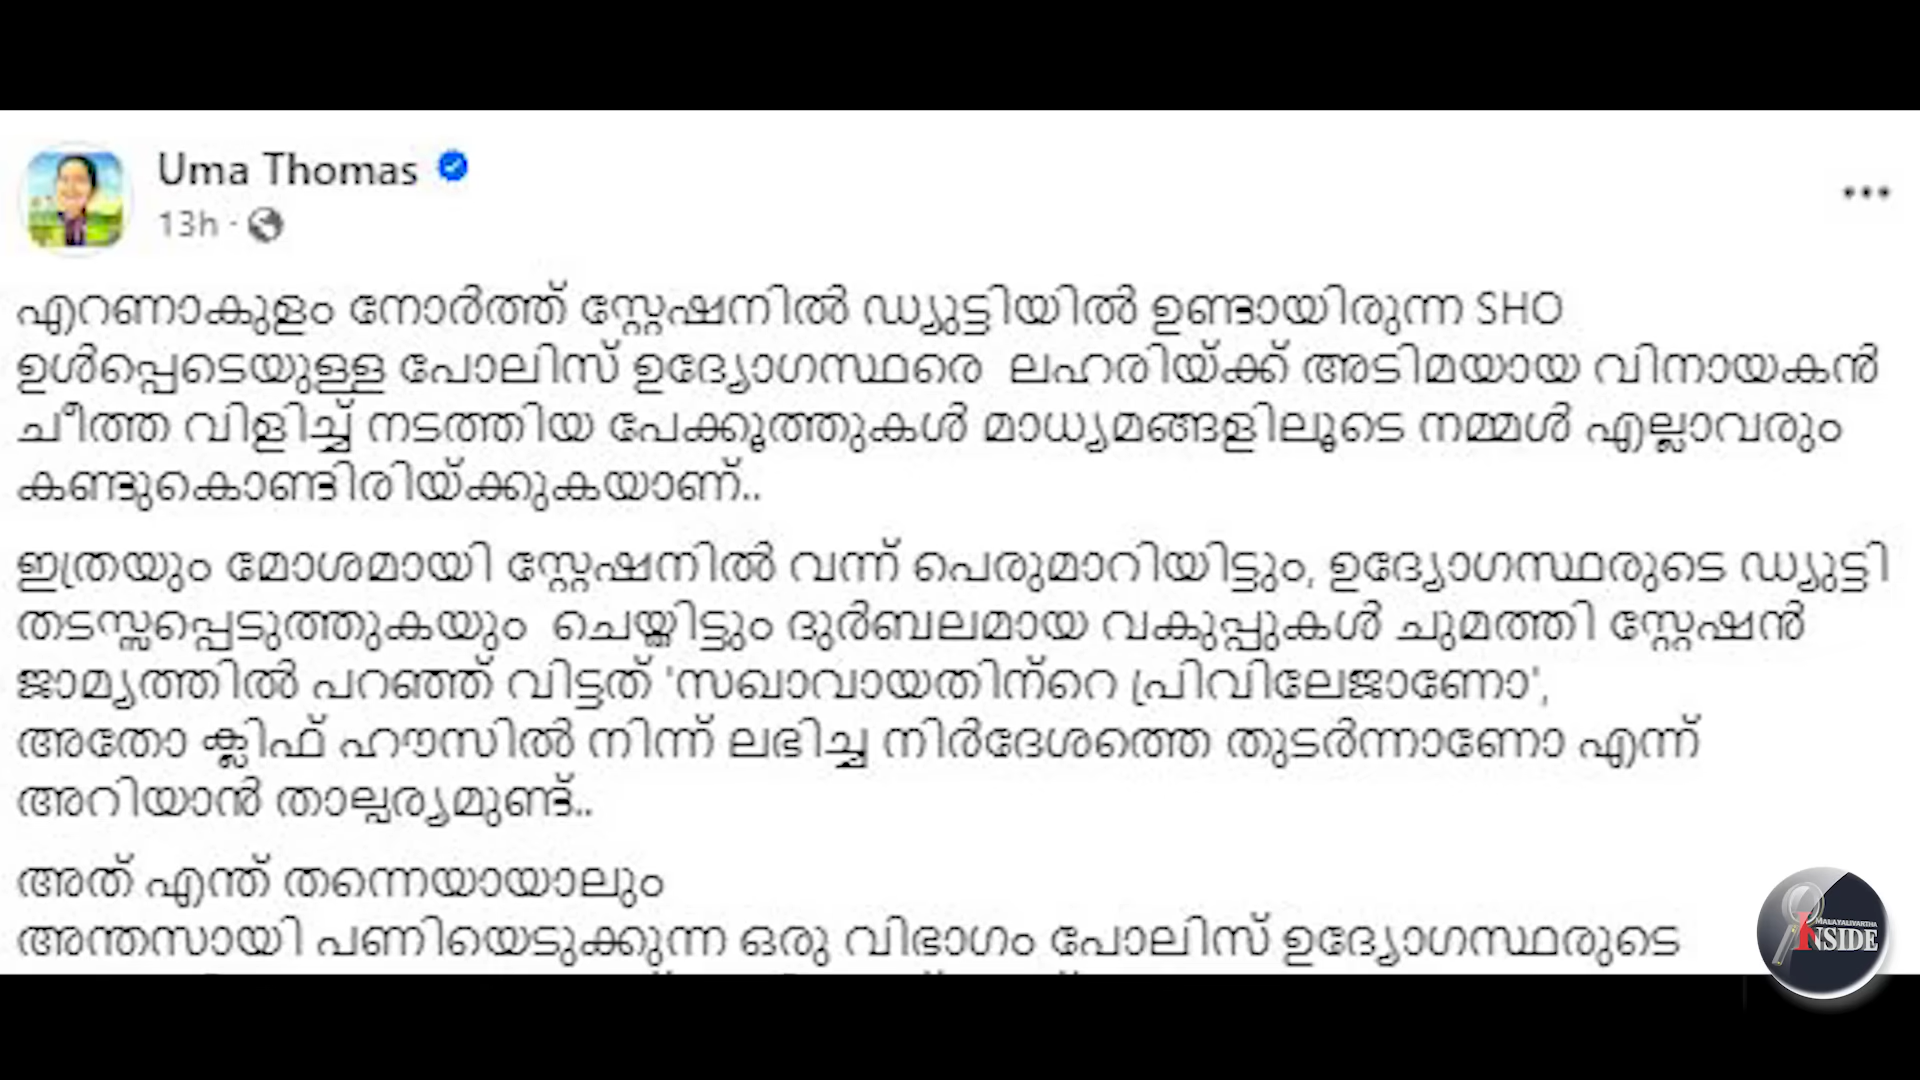 Uma Thomas
13h ·
എറണാകുളം നോർത്ത് സ്റ്റേഷനിൽ ഡ്യുട്ടിയിൽ ഉണ്ടായിരുന്ന SHO
ഉൾപ്പെടെയുള്ള പോലിസ് ഉദ്യോഗസ്ഥരെ ലഹരിയ്ക്ക് അടിമയായ വിനായകൻ
ചീത്ത വിളിച്ച് നടത്തിയ പേക്കൂത്തുകൾ മാധ്യമങ്ങളിലൂടെ നമ്മൾ എല്ലാവരും
കണ്ടുകൊണ്ടിരിയ്ക്കുകയാണ്..
ഇത്രയും മോശമായി സ്റ്റേഷനിൽ വന്ന് പെരുമാറിയിട്ടും, ഉദ്യോഗസ്ഥരുടെ ഡ്യുട്ടി
തടസ്സപ്പെടുത്തുകയും ചെയ്തിട്ടും ദുർബലമായ വകുപ്പുകൾ ചുമത്തി സ്റ്റേഷൻ
ജാമ്യത്തിൽ പറഞ്ഞ് വിട്ടത് 'സഖാവായതിന്റെ പ്രിവിലേജാണോ',
അതോ ക്ലിഫ് ഹൗസിൽ നിന്ന് ലഭിച്ച നിർദേശത്തെ തുടർന്നാണോ എന്ന്
അറിയാൻ താല്പര്യമുണ്ട്..
അത് എന്ത് തന്നെയായാലും
അന്തസായി പണിയെടുക്കുന്ന ഒരു വിഭാഗം പോലിസ് ഉദ്യോഗസ്ഥരുടെ
MALAYALIVARTHA
INSIDE